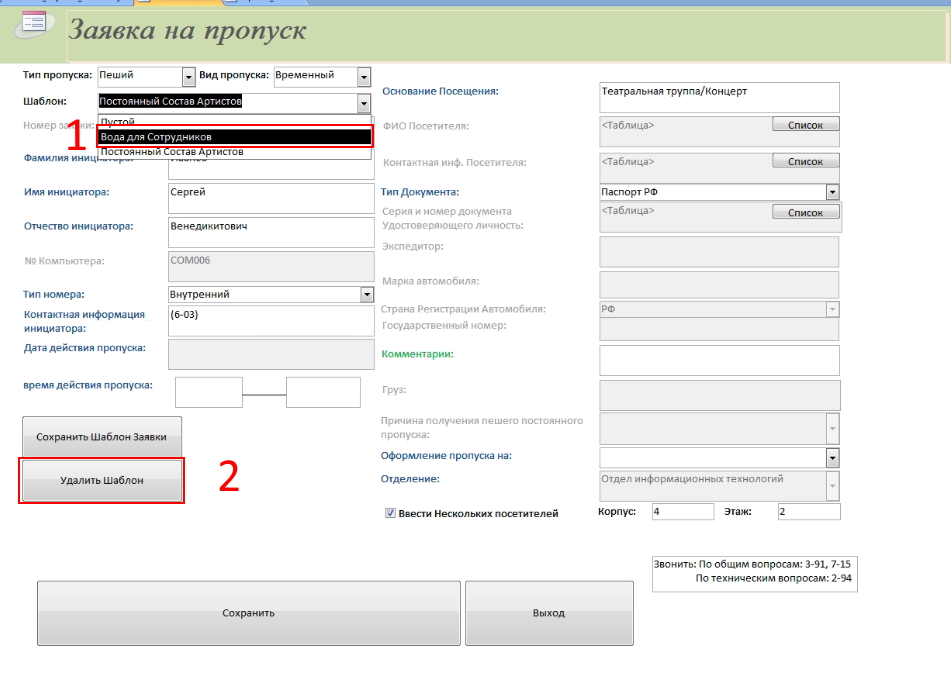 Заявка на пропуск
Тип пропуска: Пеший Вид пропуска: Временный
Шаблон: Постоянный Состав Артистов
Пустой
Номер заявки:
1
Вода для Сотрудников
Постоянный Состав Артистов
Фамилия инициатора: Иванов
Имя инициатора: Сергей
Отчество инициатора: Венедиктович
№ Компьютера: COM006
Тип номера: Внутренний
Контактная информация
инициатора: (6-03)
Дата действия пропуска:
время действия пропуска:
Сохранить Шаблон Заявки
Удалить Шаблон
2
Основание Посещения: Театральная труппа/Концерт
ФИО Посетителя: <Таблица> Список
Контактная инф. Посетителя: <Таблица> Список
Тип Документа: Паспорт РФ
Серия и номер документа
Удостоверяющего личность: <Таблица> Список
Экспедитор:
Марка автомобиля:
Страна Регистрации Автомобиля: РФ
Государственный номер:
Комментарии:
Груз:
Причина получения пешего постоянного
пропуска:
Оформление пропуска на:
Отделение: Отдел информационных технологий
Ввести Нескольких посетителей Корпус: 4 Этаж: 2
Звонить: По общим вопросам: 3-91, 7-15
По техническим вопросам: 2-94
Сохранить
Выход